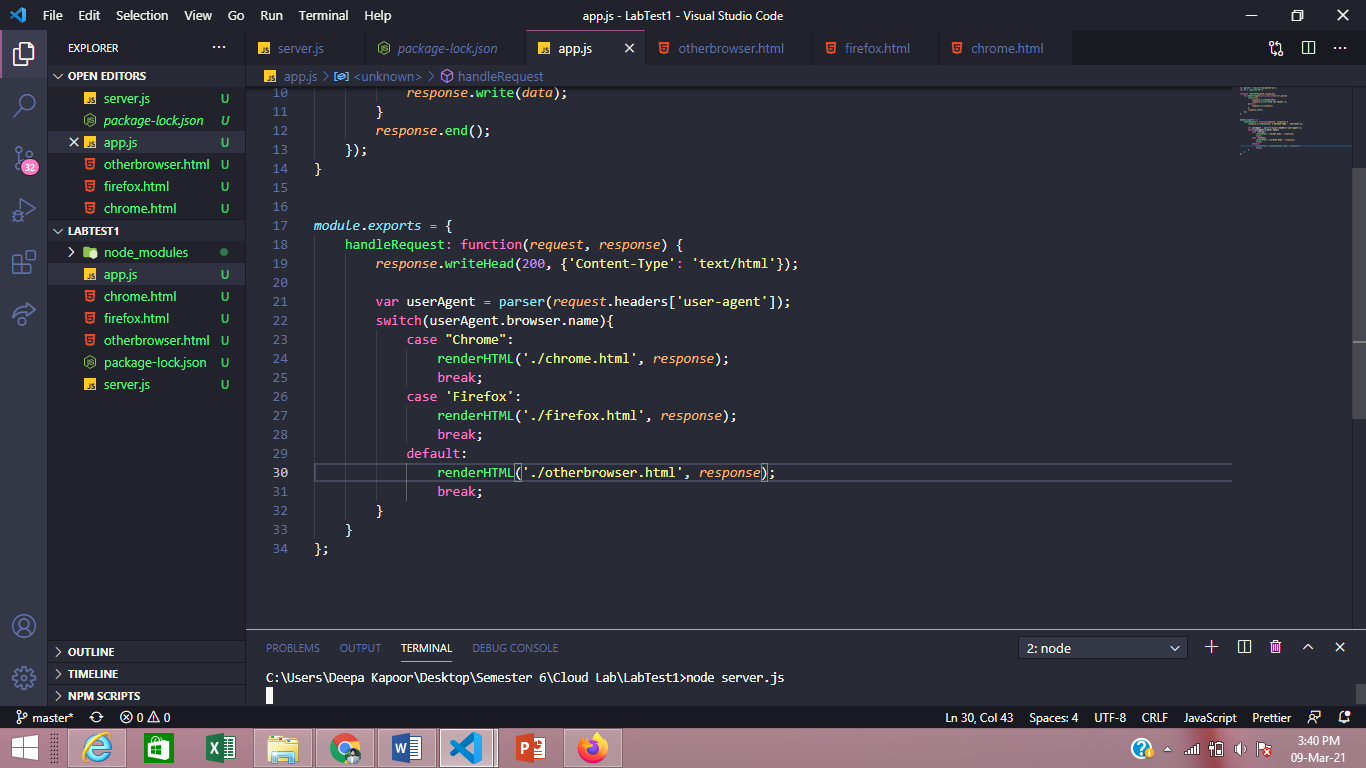 File Edit Selection View Go Run Terminal Help
app.js - LabTest1 - Visual Studio Code
EXPLORER
OPEN EDITORS
server.js U
package-lock.json U
app.js U
otherbrowser.html U
firefox.html U
chrome.html U
LABTEST1
node_modules
app.js U
chrome.html U
firefox.html U
otherbrowser.html U
package-lock.json U
server.js U
OUTLINE
TIMELINE
NPM SCRIPTS
32
server.js package-lock.json app.js otherbrowser.html firefox.html chrome.html
app.js > <unknown> > handleRequest
10 response.write(data);
11 }
12 response.end();
13 });
14 }
15
16
17 module.exports = {
18 handleRequest: function(request, response) {
19 response.writeHead(200, {'Content-Type': 'text/html'});
20
21 var userAgent = parser(request.headers['user-agent']);
22 switch(userAgent.browser.name){
23 case "Chrome":
24 renderHTML('./chrome.html', response);
25 break;
26 case 'Firefox':
27 renderHTML('./firefox.html', response);
28 break;
29 default:
30 renderHTML('./otherbrowser.html', response);
31 break;
32 }
33 }
34 };
PROBLEMS OUTPUT TERMINAL DEBUG CONSOLE
2: node
C:\Users\Deepa Kapoor\Desktop\Semester 6\Cloud Lab\LabTest1>node server.js
master* 0 0
Ln 30, Col 43 Spaces: 4 UTF-8 CRLF JavaScript Prettier
3:40 PM
09-Mar-21